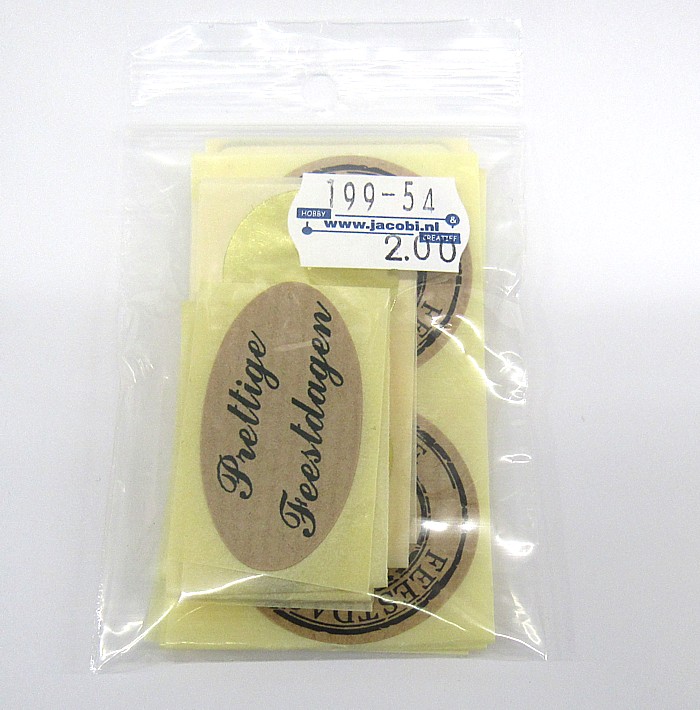 199-54
HOBBY
&
www.jacobi.nl
CREATIEF
2.00
Prettige
Feestdagen